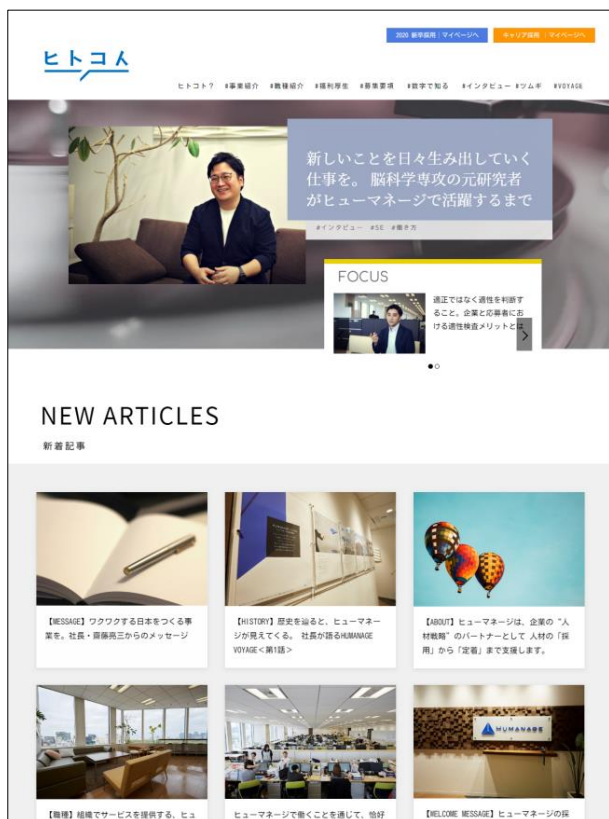 2020 新卒採用｜マイページへ
キャリア採用｜マイページへ
ヒトコト
ヒトコト? #事業紹介 #職種紹介 #福利厚生 #募集要項 #数字で知る #インタビュー #ツムギ #VOYAGE
新しいことを日々生み出していく
仕事を。 脳科学専攻の元研究者
がヒューマネージで活躍するまで
#インタビュー #SE #働き方
FOCUS
適正ではなく適性を判断す
ること。企業と応募者にお
ける適性検査メリットとは
NEW ARTICLES
新着記事
【MESSAGE】ワクワクする日本をつくる事
業を。社長・齋藤亮三からのメッセージ
【HISTORY】歴史を辿ると、ヒューマネー
ジが見えてくる。 社長が語るHUMANAGE
VOYAGE＜第1話＞
【ABOUT】ヒューマネージは、企業の“人
材戦略”のパートナーとして 人材の「採
用」から「定着」まで支援します。
HUMANAGE
【職種】組織でサービスを提供する、ヒュ
ヒューマネージで働くことを通じて、恰好
【WELCOME MESSAGE】ヒューマネージの採